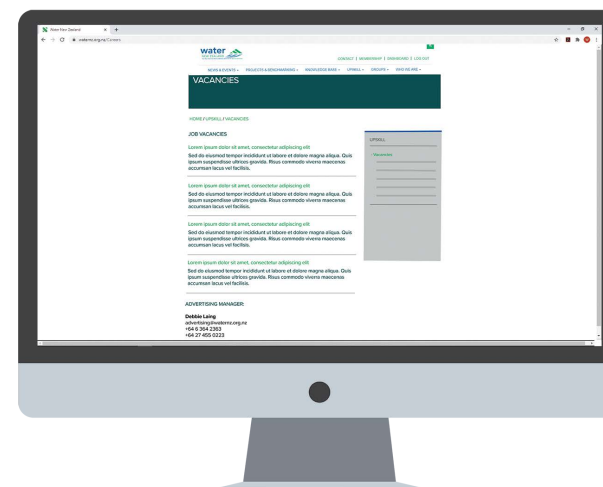 Water New Zealand
waternz.org.nz/Careers
water
NEW ZEALAND
CONTACT | MEMBERSHIP | DASHBOARD | LOG OUT
NEWS & EVENTS PROJECTS & BENCHMARKING KNOWLEDGE BASE UPSKILL GROUPS WHO WE ARE
VACANCIES
HOME / UPSKILL / VACANCIES
JOB VACANCIES
Lorem ipsum dolor sit amet, consectetur adipiscing elit
Sed do eiusmod tempor incididunt ut labore et dolore magna aliqua. Quis
ipsum suspendisse ultrices gravida. Risus commodo viverra maecenas
accumsan lacus vel facilisis.
Lorem ipsum dolor sit amet, consectetur adipiscing elit
Sed do eiusmod tempor incididunt ut labore et dolore magna aliqua. Quis
ipsum suspendisse ultrices gravida. Risus commodo viverra maecenas
accumsan lacus vel facilisis.
Lorem ipsum dolor sit amet, consectetur adipiscing elit
Sed do eiusmod tempor incididunt ut labore et dolore magna aliqua. Quis
ipsum suspendisse ultrices gravida. Risus commodo viverra maecenas
accumsan lacus vel facilisis.
Lorem ipsum dolor sit amet, consectetur adipiscing elit
Sed do eiusmod tempor incididunt ut labore et dolore magna aliqua. Quis
ipsum suspendisse ultrices gravida. Risus commodo viverra maecenas
accumsan lacus vel facilisis.
UPSKILL
Vacancies
ADVERTISING MANAGER:
Debbie Laing
advertising@waternz.org.nz
+64 6 364 2363
+64 27 455 0223